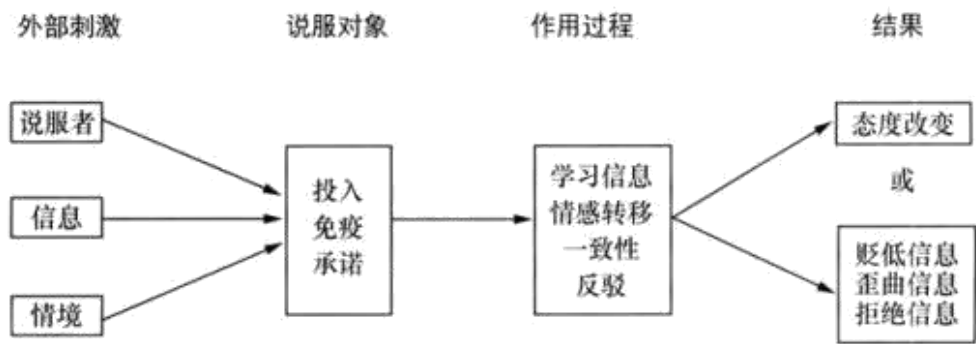 外部刺激
说服对象
作用过程
结果
说服者
信息
情境
投入
免疫
承诺
学习信息
情感转移
一致性
反驳
态度改变
或
贬低信息
歪曲信息
拒绝信息